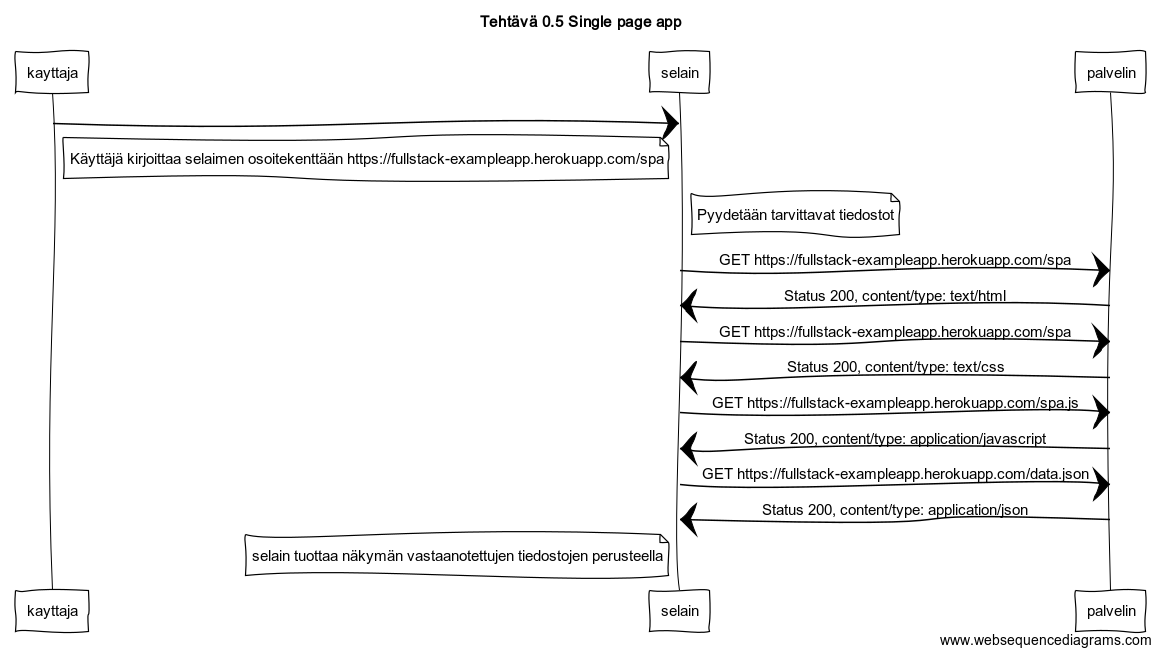 Tehtävä 0.5 Single page app
kayttaja
selain
palvelin
Käyttäjä kirjoittaa selaimen osoitekenttään https://fullstack-exampleapp.herokuapp.com/spa
Pyydetään tarvittavat tiedostot
GET https://fullstack-exampleapp.herokuapp.com/spa
Status 200, content/type: text/html
GET https://fullstack-exampleapp.herokuapp.com/spa
Status 200, content/type: text/css
GET https://fullstack-exampleapp.herokuapp.com/spa.js
Status 200, content/type: application/javascript
GET https://fullstack-exampleapp.herokuapp.com/data.json
Status 200, content/type: application/json
selain tuottaa näkymän vastaanotettujen tiedostojen perusteella
kayttaja
selain
palvelin
www.websequencediagrams.com